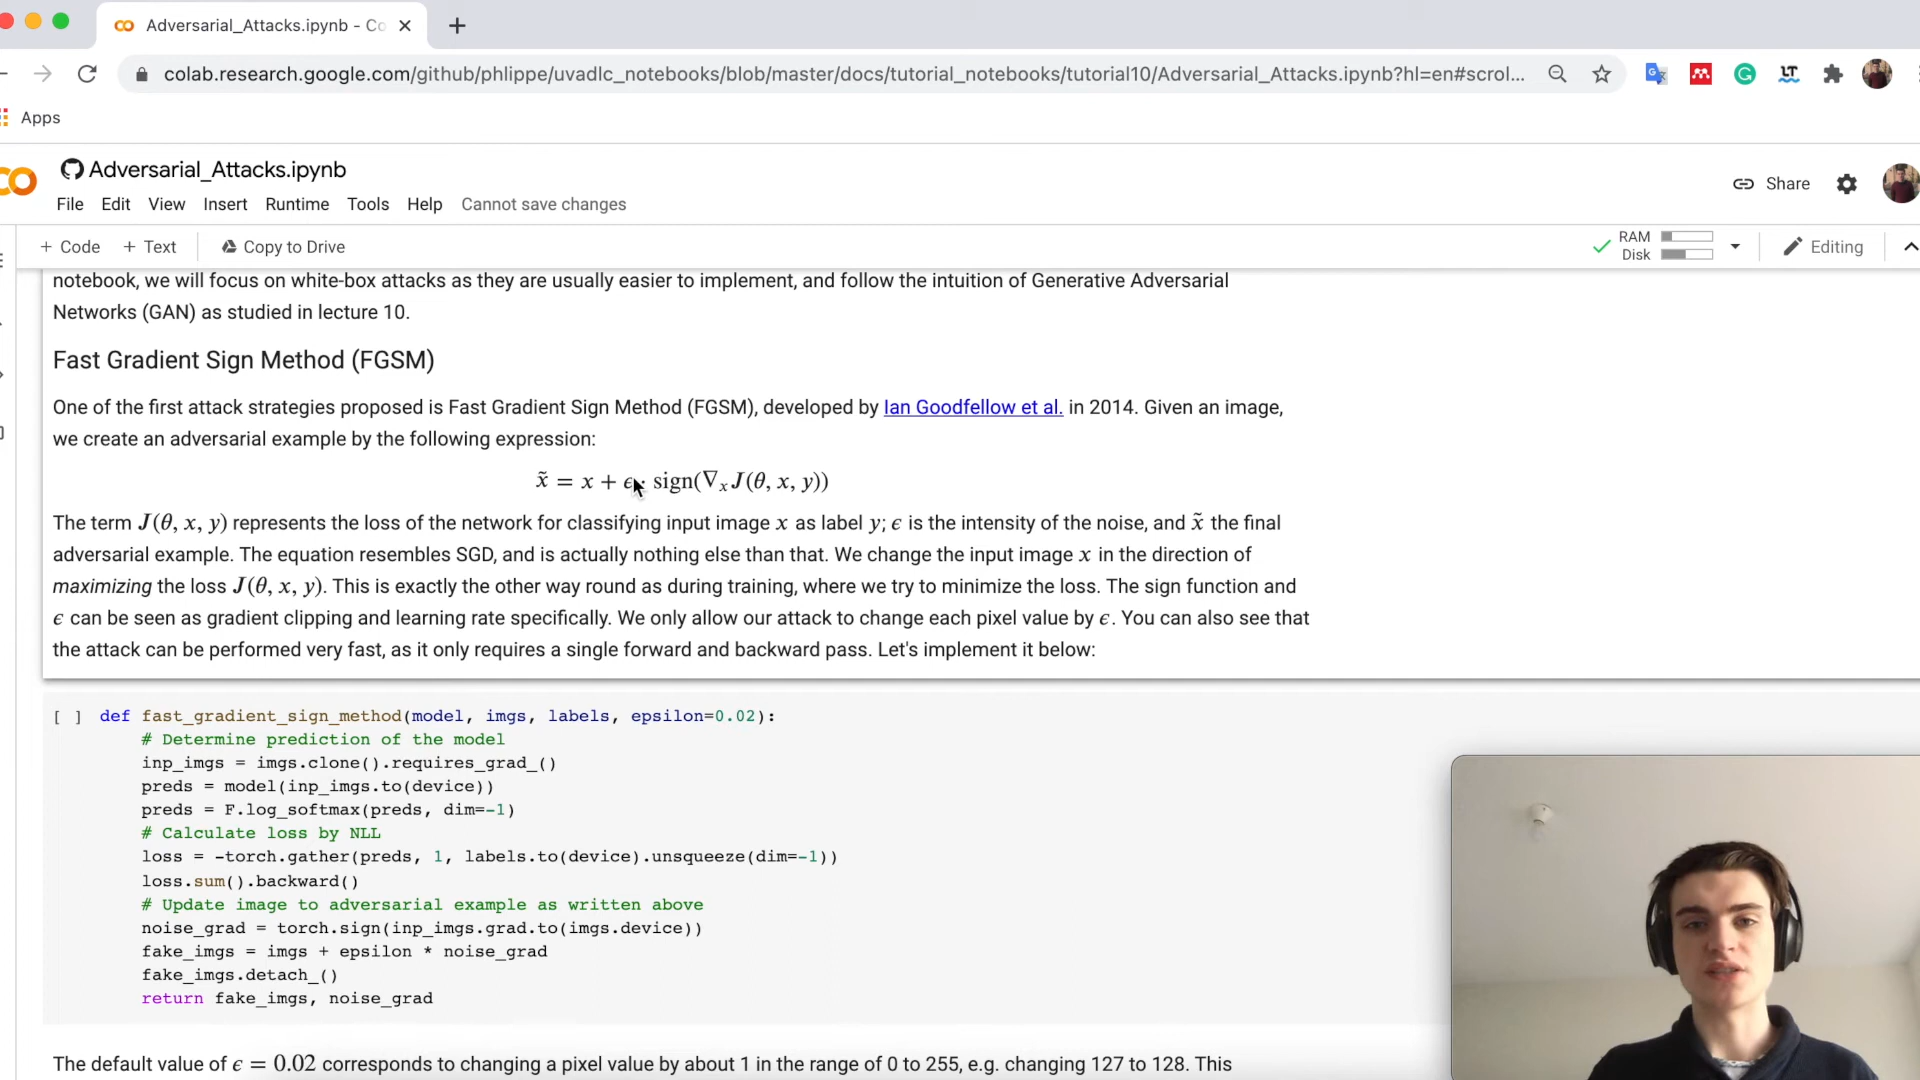 Adversarial_Attacks.ipynb - Co
colab.research.google.com/github/phlippe/uvadlc_notebooks/blob/master/docs/tutorial_notebooks/tutorial10/Adversarial_Attacks.ipynb?hl=en#scrol...
Apps
Adversarial_Attacks.ipynb
Share
File Edit View Insert Runtime Tools Help Cannot save changes
+ Code + Text Copy to Drive
RAM
Disk
Editing
notebook, we will focus on white-box attacks as they are usually easier to implement, and follow the intuition of Generative Adversarial
Networks (GAN) as studied in lecture 10.
Fast Gradient Sign Method (FGSM)
One of the first attack strategies proposed is Fast Gradient Sign Method (FGSM), developed by Ian Goodfellow et al. in 2014. Given an image,
we create an adversarial example by the following expression:
x̃ = x + ϵ · sign(∇ₓJ(θ, x, y))
The term J(θ, x, y) represents the loss of the network for classifying input image x as label y; ϵ is the intensity of the noise, and x̃ the final
adversarial example. The equation resembles SGD, and is actually nothing else than that. We change the input image x in the direction of
maximizing the loss J(θ, x, y). This is exactly the other way round as during training, where we try to minimize the loss. The sign function and
ϵ can be seen as gradient clipping and learning rate specifically. We only allow our attack to change each pixel value by ϵ. You can also see that
the attack can be performed very fast, as it only requires a single forward and backward pass. Let's implement it below:
[ ] def fast_gradient_sign_method(model, imgs, labels, epsilon=0.02):
# Determine prediction of the model
inp_imgs = imgs.clone().requires_grad_()
preds = model(inp_imgs.to(device))
preds = F.log_softmax(preds, dim=-1)
# Calculate loss by NLL
loss = -torch.gather(preds, 1, labels.to(device).unsqueeze(dim=-1))
loss.sum().backward()
# Update image to adversarial example as written above
noise_grad = torch.sign(inp_imgs.grad.to(imgs.device))
fake_imgs = imgs + epsilon * noise_grad
fake_imgs.detach_()
return fake_imgs, noise_grad
The default value of ϵ = 0.02 corresponds to changing a pixel value by about 1 in the range of 0 to 255, e.g. changing 127 to 128. This